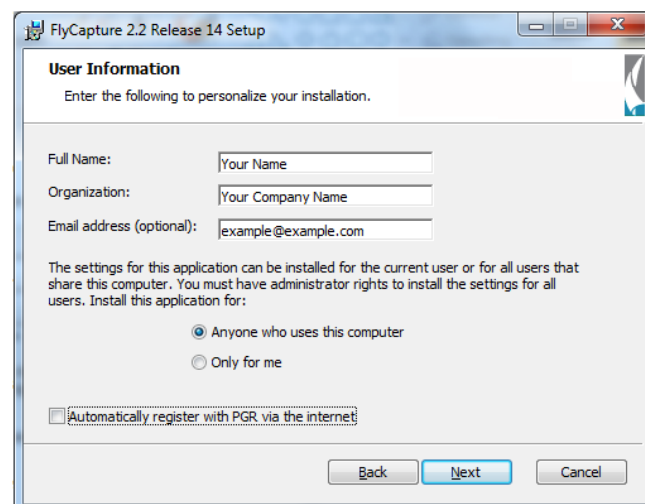 FlyCapture 2.2 Release 14 Setup
User Information
Enter the following to personalize your installation.
Full Name:
Your Name
Organization:
Your Company Name
Email address (optional):
example@example.com
The settings for this application can be installed for the current user or for all users that
share this computer. You must have administrator rights to install the settings for all
users. Install this application for:
Anyone who uses this computer
Only for me
Automatically register with PGR via the internet
Back
Next
Cancel